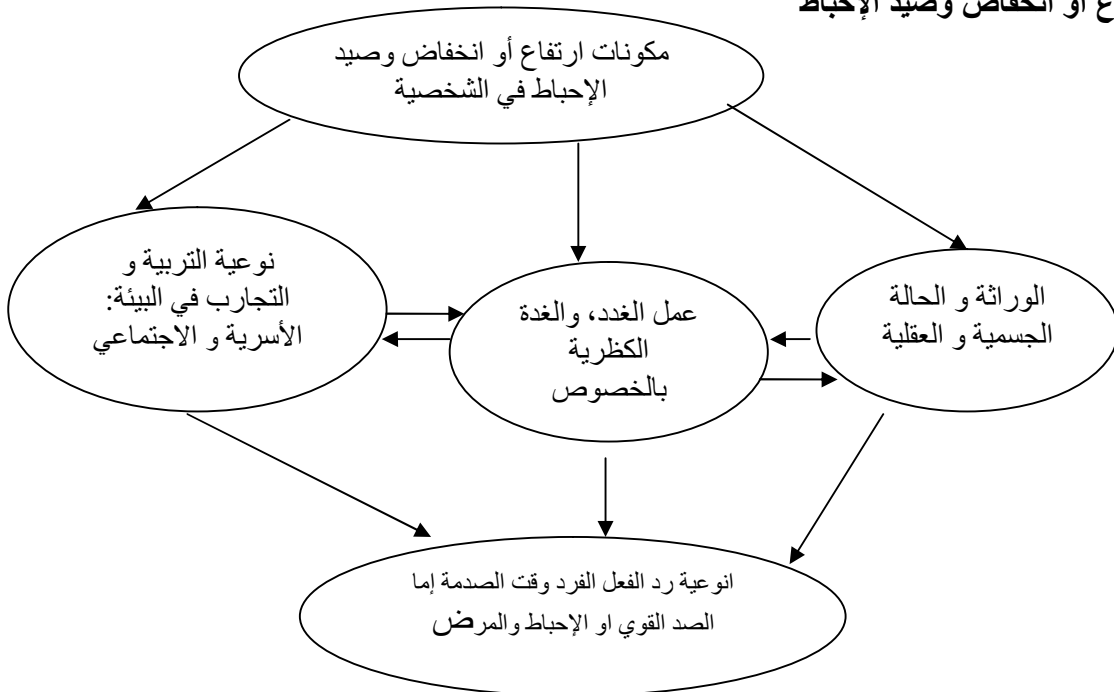 أو انخفاض وصيد الإحباط
مكونات ارتفاع أو انخفاض وصيد
الإحباط في الشخصية
الوراثة و الحالة
الجسمية و العقلية
عمل الغدد، والغدة
الكظرية
بالخصوص
نوعية التربية و
التجارب في البيئة:
الأسرية و الاجتماعي
انوعية رد الفعل الفرد وقت الصدمة إما
الصد القوي او الإحباط والمرض